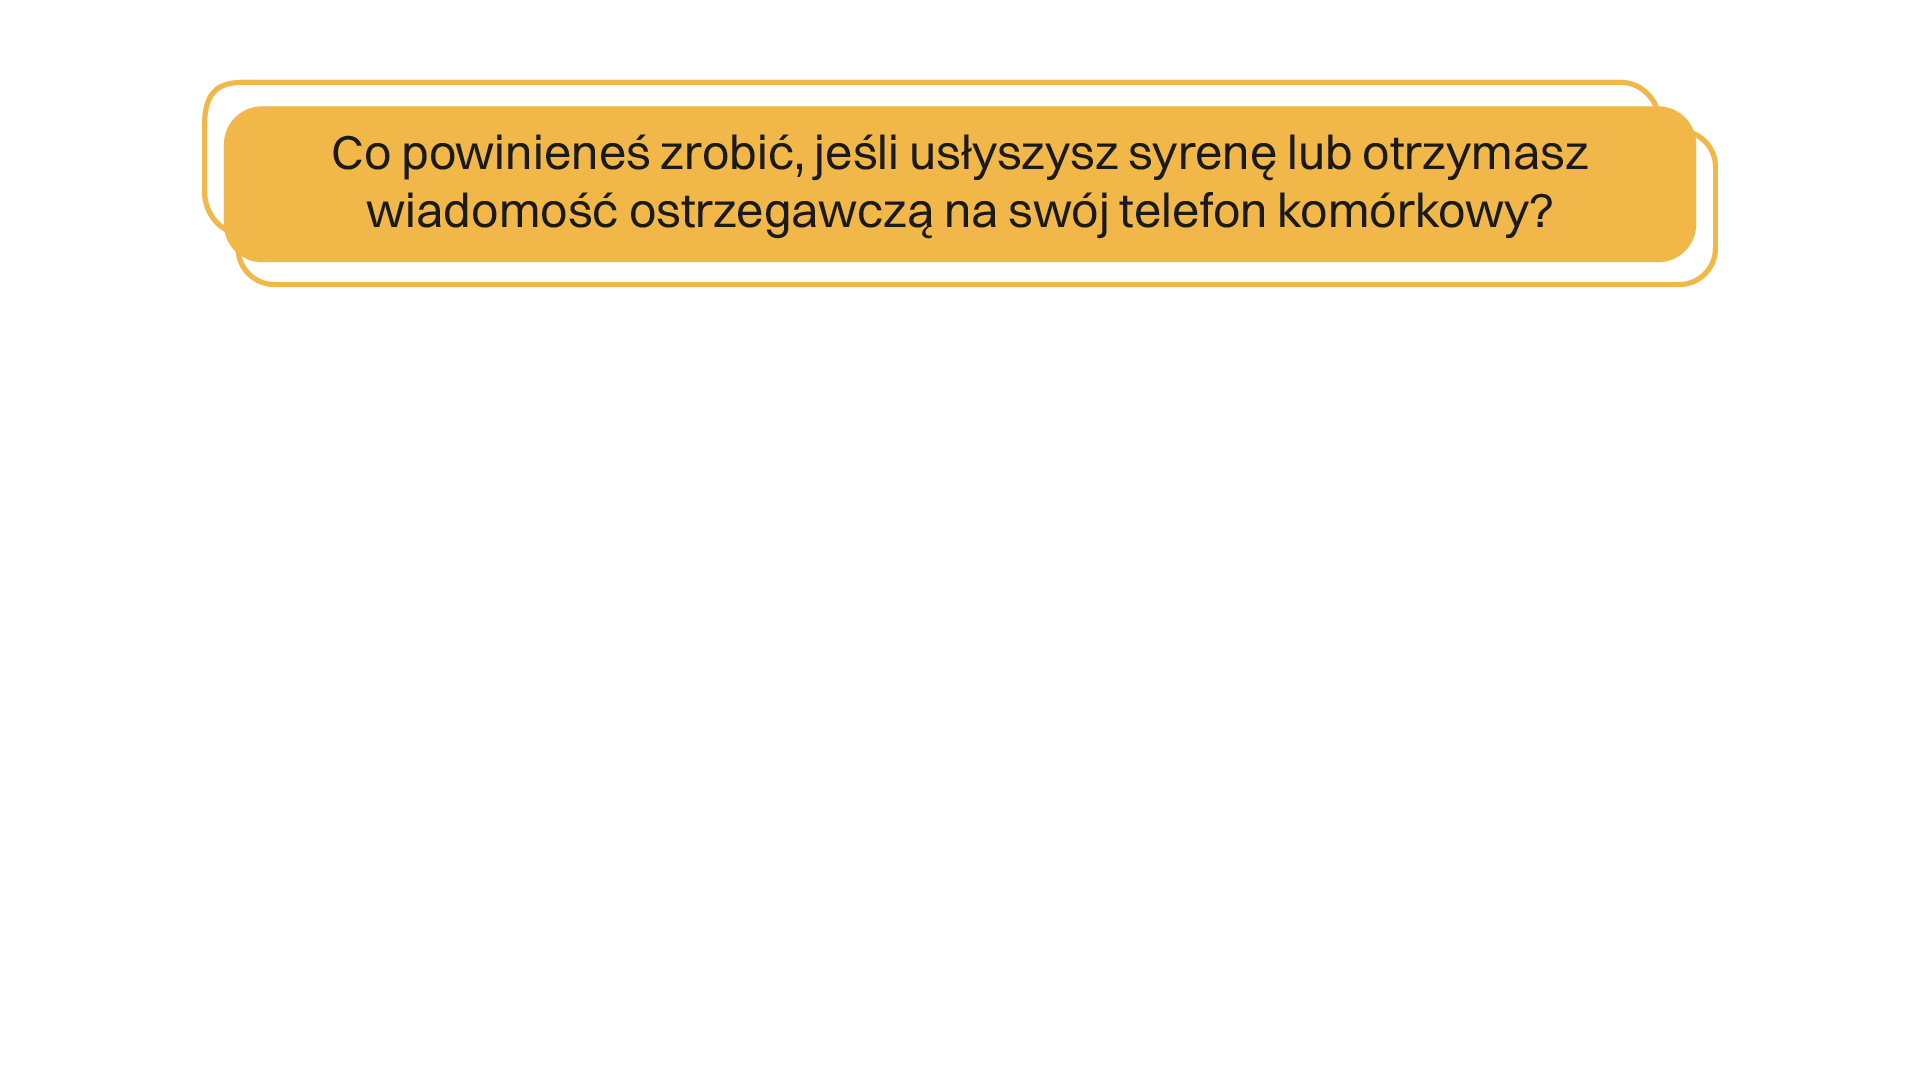 Co powinieneś zrobić, jeśli usłyszysz syrenę lub otrzymasz
wiadomość ostrzegawczą na swój telefon komórkowy?